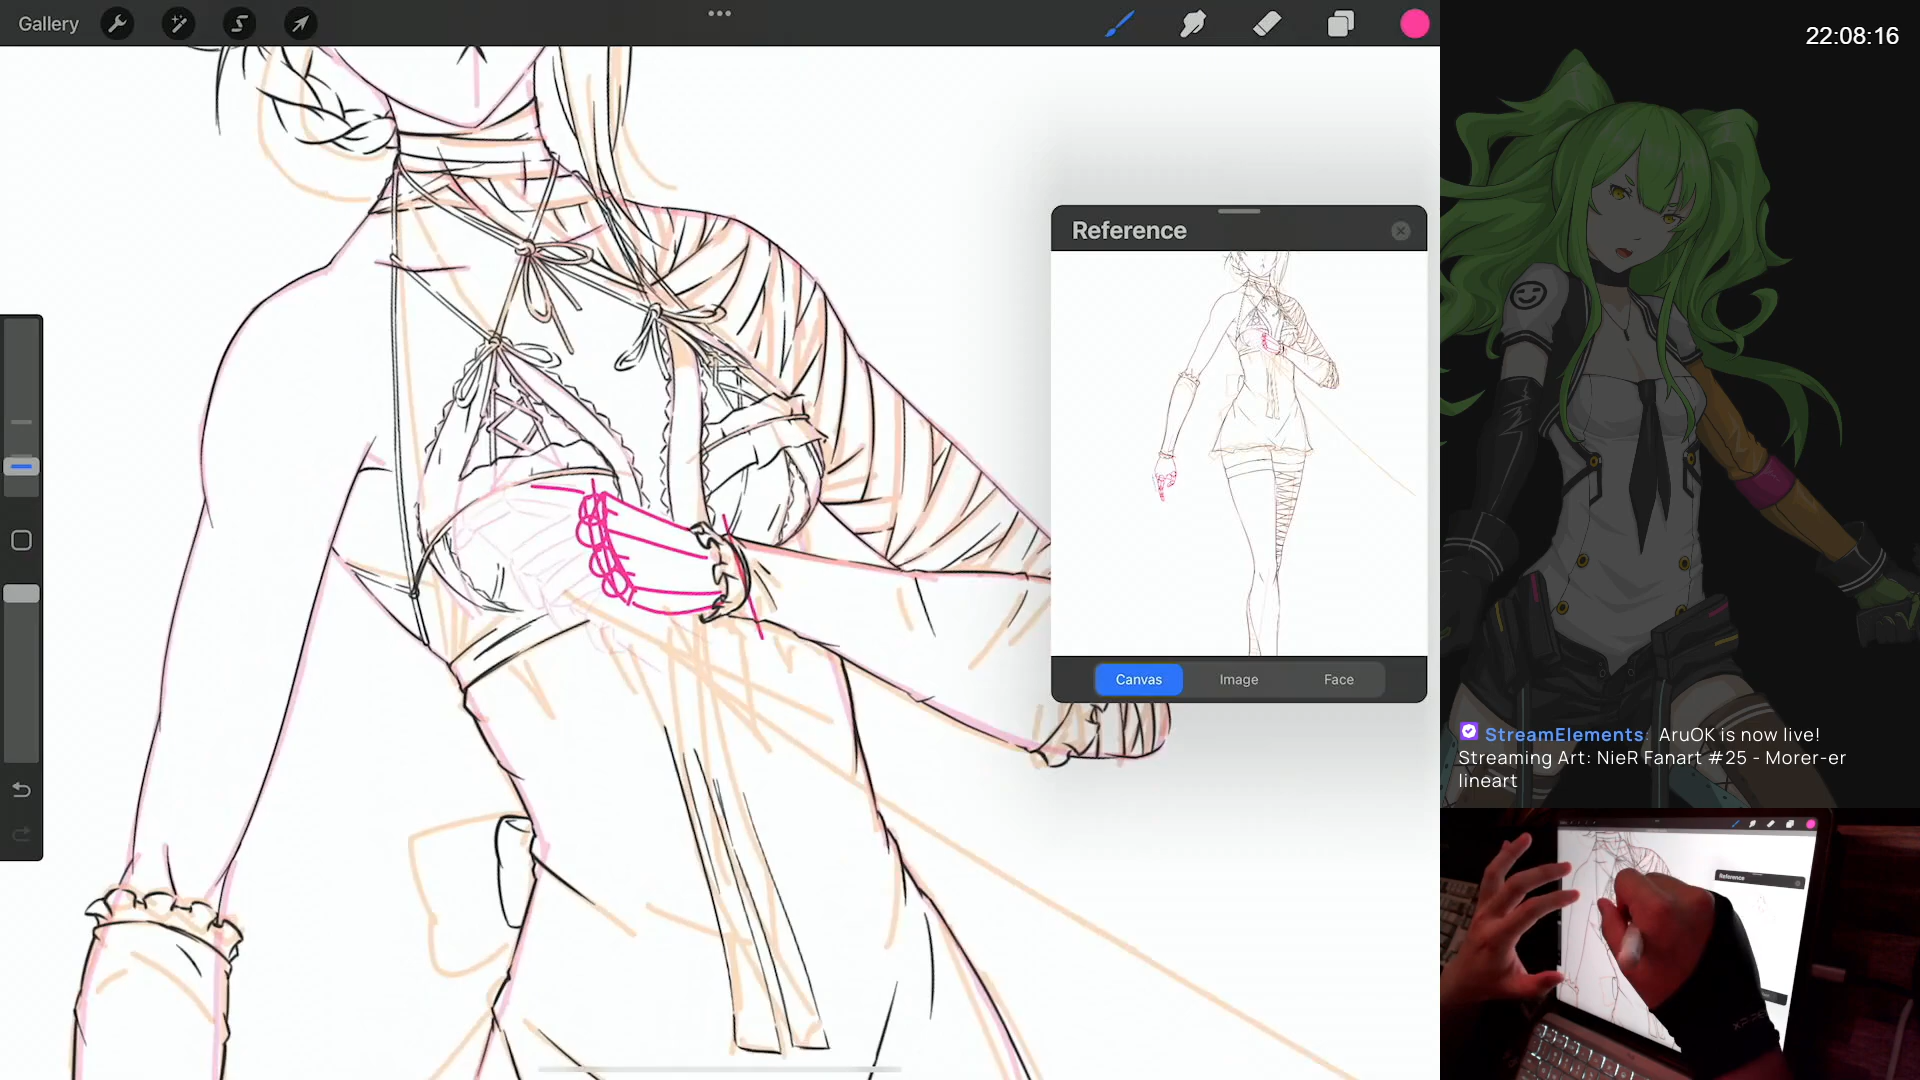 Gallery
22:08:16
Reference
Canvas
Image
Face
StreamElements: AruOK is now live!
Streaming Art: NieR Fanart #25 - Morer-er
lineart
Reference